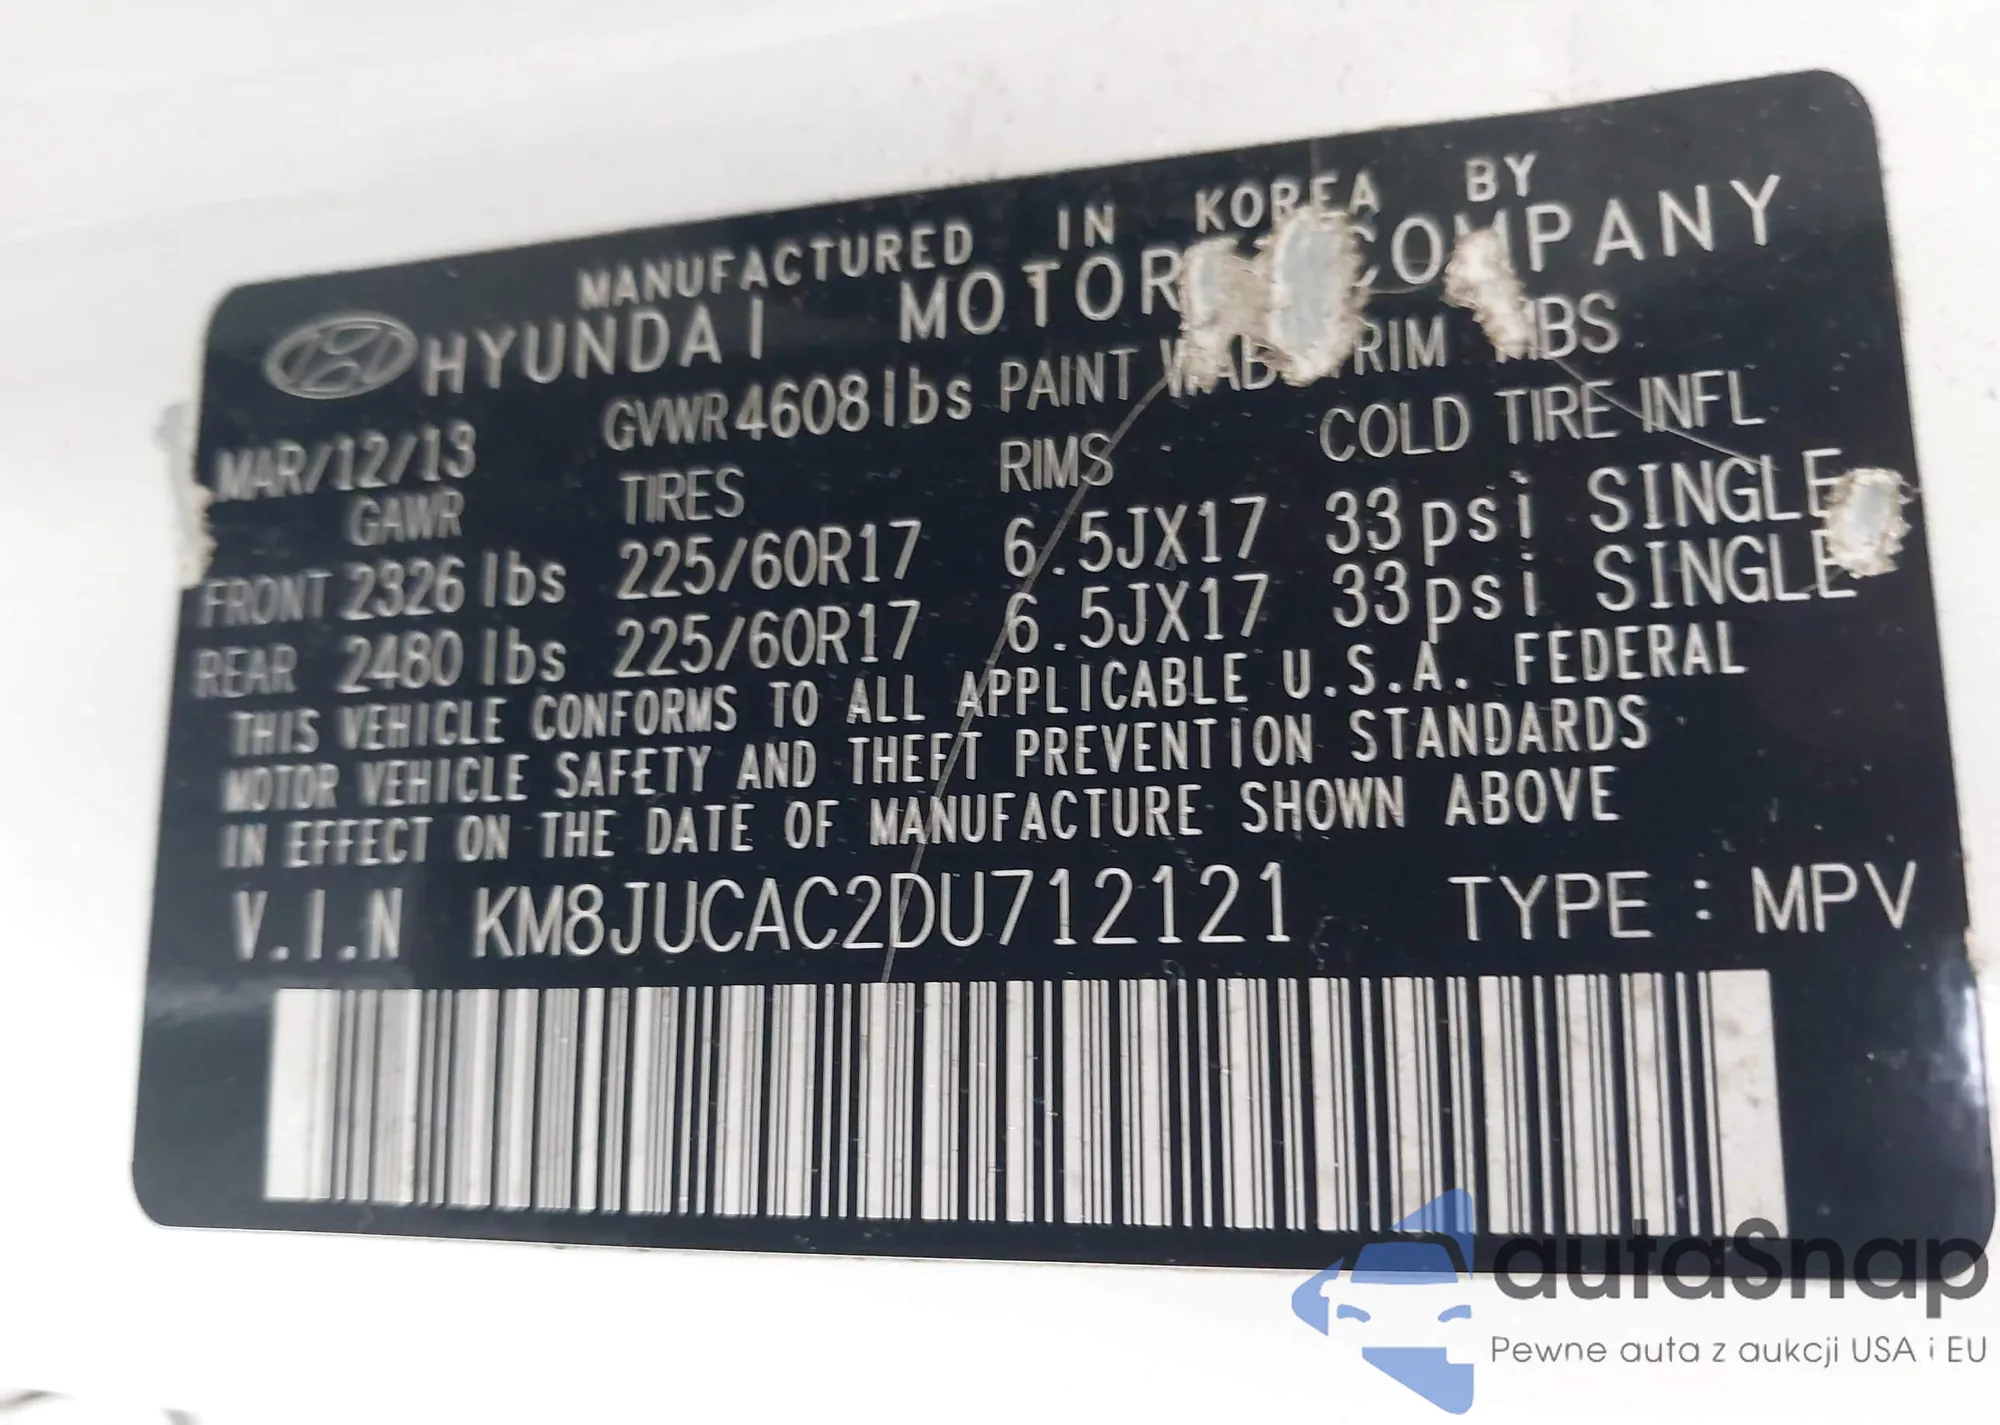 MANUFACTURED IN KOREA BY
HYUNDAI MOTOR COMPANY
MAR/12/13 GVWR 4608 lbs PAINT TRIM
GAWR TIRES RIMS COLD TIRE INFL
FRONT 2326 lbs 225/60R17 6.5JX17 33psi SINGLE
REAR 2480 lbs 225/60R17 6.5JX17 33psi SINGLE
THIS VEHICLE CONFORMS TO ALL APPLICABLE U.S.A. FEDERAL
MOTOR VEHICLE SAFETY AND THEFT PREVENTION STANDARDS
IN EFFECT ON THE DATE OF MANUFACTURE SHOWN ABOVE
V.I.N KM8JUCAC2DU712121 TYPE : MPV
autasnap
Pewne auta z aukcji USA i EU